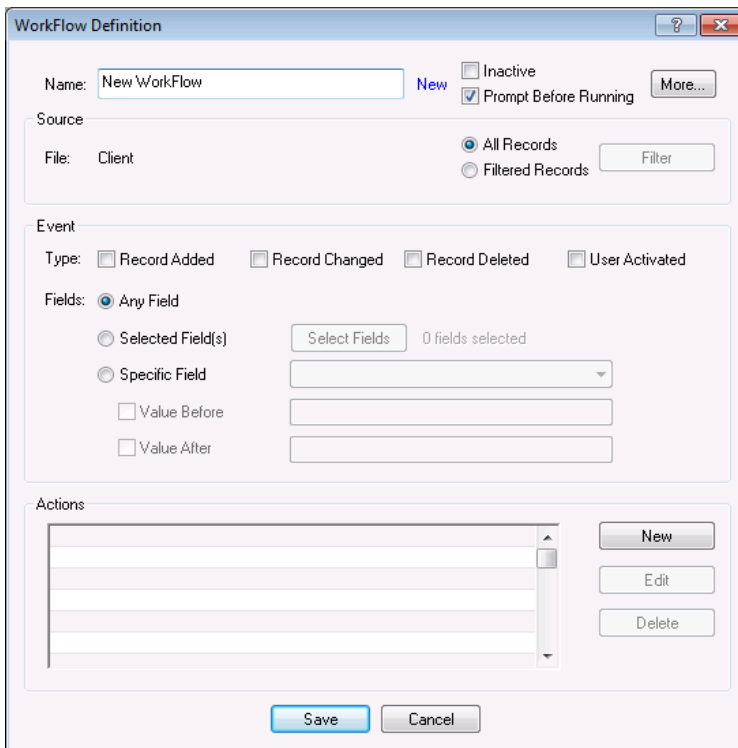 WorkFlow Definition
?
Name: New WorkFlow New Inactive
Prompt Before Running More...
Source
File: Client All Records
Filtered Records Filter
Event
Type: Record Added Record Changed Record Deleted User Activated
Fields: Any Field
Selected Field(s) Select Fields 0 fields selected
Specific Field
Value Before
Value After
Actions
New
Edit
Delete
Save Cancel